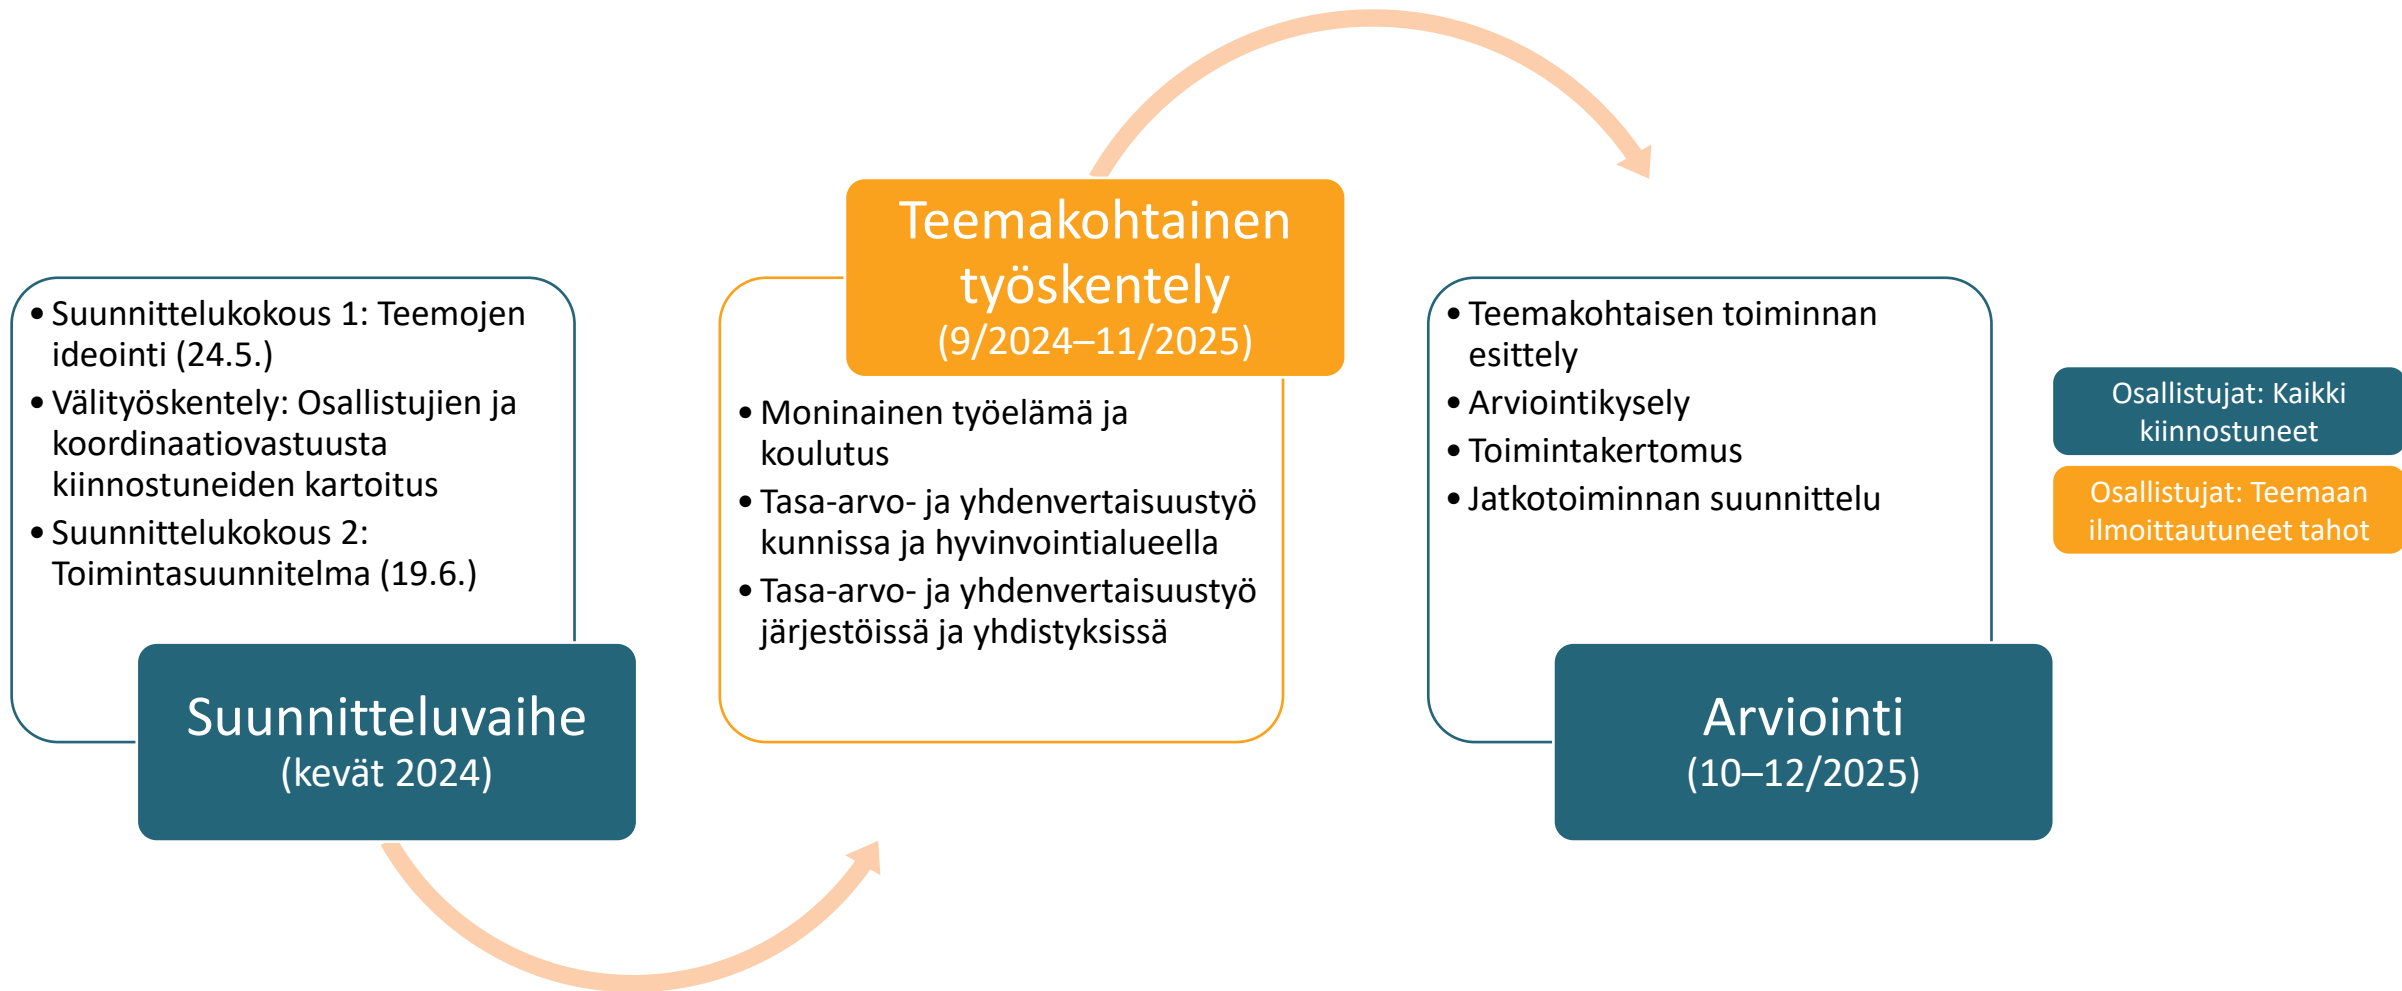 • Suunnittelukokous 1: Teemojen
ideointi (24.5.)
• Välityöskentely: Osallistujien ja
koordinaatiovastuusta
kiinnostuneiden kartoitus
• Suunnittelukokous 2:
Toimintasuunnitelma (19.6.)
Suunnitteluvaihe
(kevät 2024)
Teemakohtainen
työskentely
(9/2024–11/2025)
• Moninainen työelämä ja
koulutus
• Tasa-arvo- ja yhdenvertaisuustyö
kunnissa ja hyvinvointialueella
• Tasa-arvo- ja yhdenvertaisuustyö
järjestöissä ja yhdistyksissä
• Teemakohtaisen toiminnan
esittely
• Arviointikysely
• Toimintakertomus
• Jatkotoiminnan suunnittelu
Arviointi
(10–12/2025)
Osallistujat: Kaikki
kiinnostuneet
Osallistujat: Teemaan
ilmoittautuneet tahot